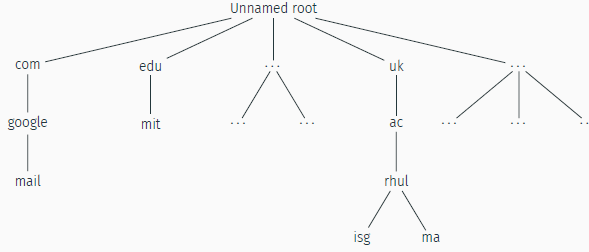 Unnamed root
com edu ... uk ...
google mit ... ... ac ... ... ..
mail rhul
isg ma